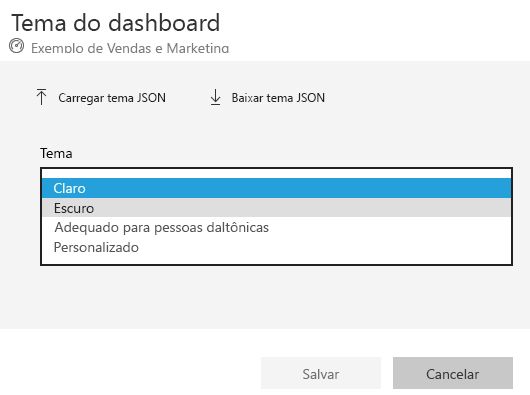 Tema do dashboard
Exemplo de Vendas e Marketing
Carregar tema JSON
Baixar tema JSON
Tema
Claro
Escuro
Adequado para pessoas daltônicas
Personalizado
Salvar
Cancelar